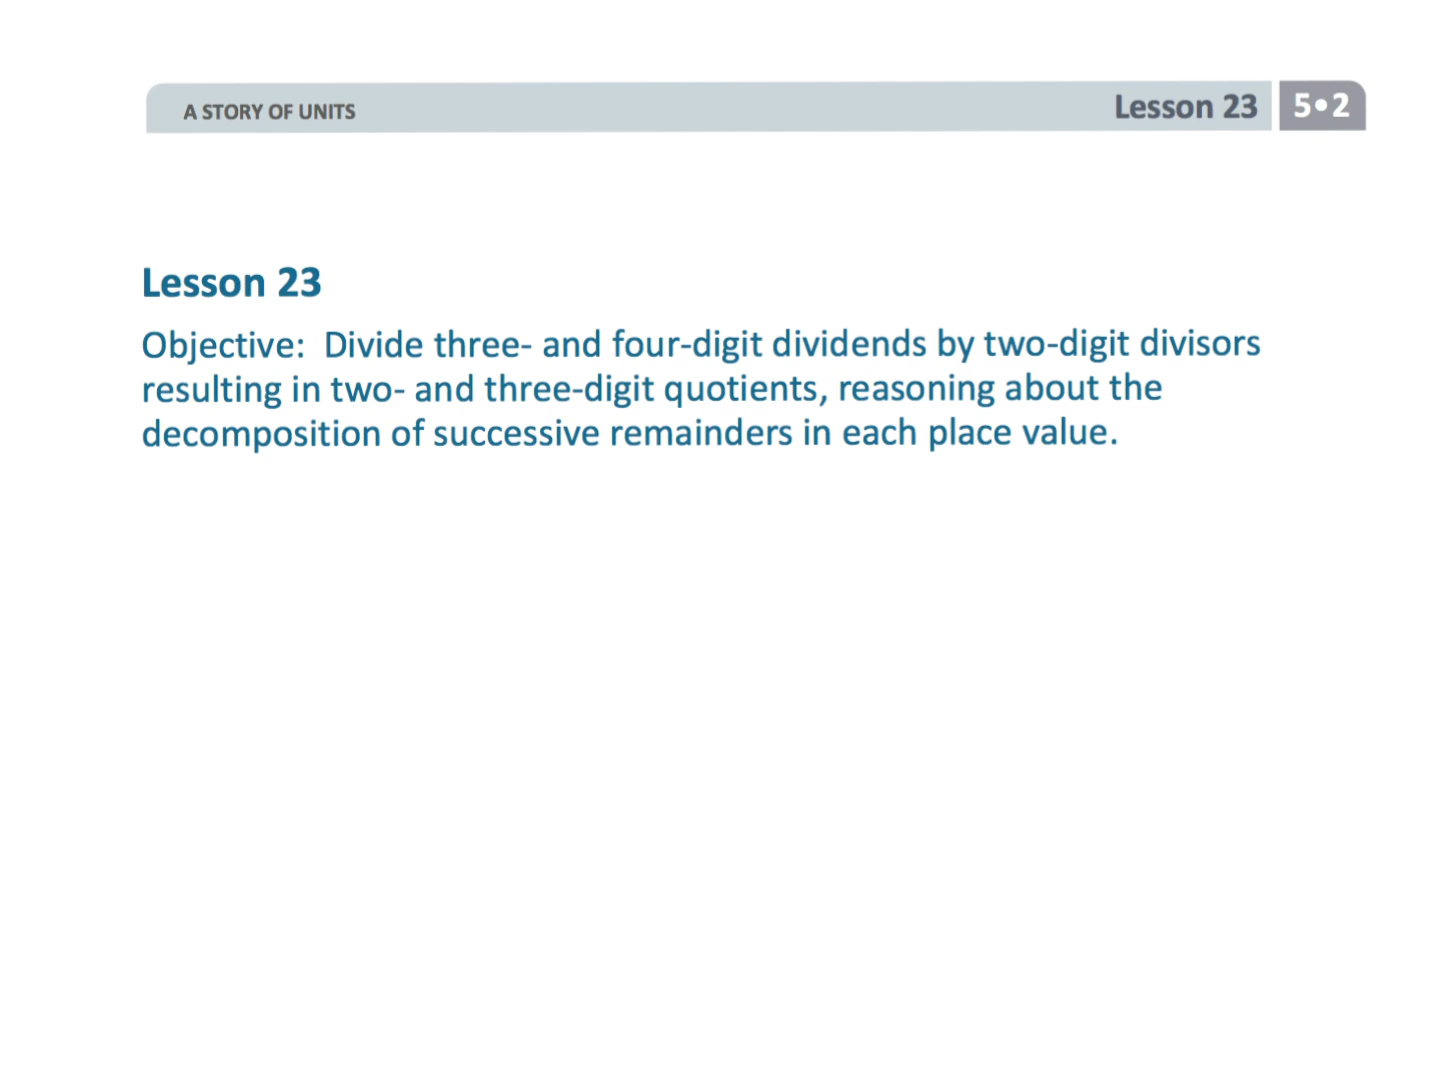 A STORY OF UNITS
Lesson 23
5•2
Lesson 23
Objective: Divide three- and four-digit dividends by two-digit divisors
resulting in two- and three-digit quotients, reasoning about the
decomposition of successive remainders in each place value.